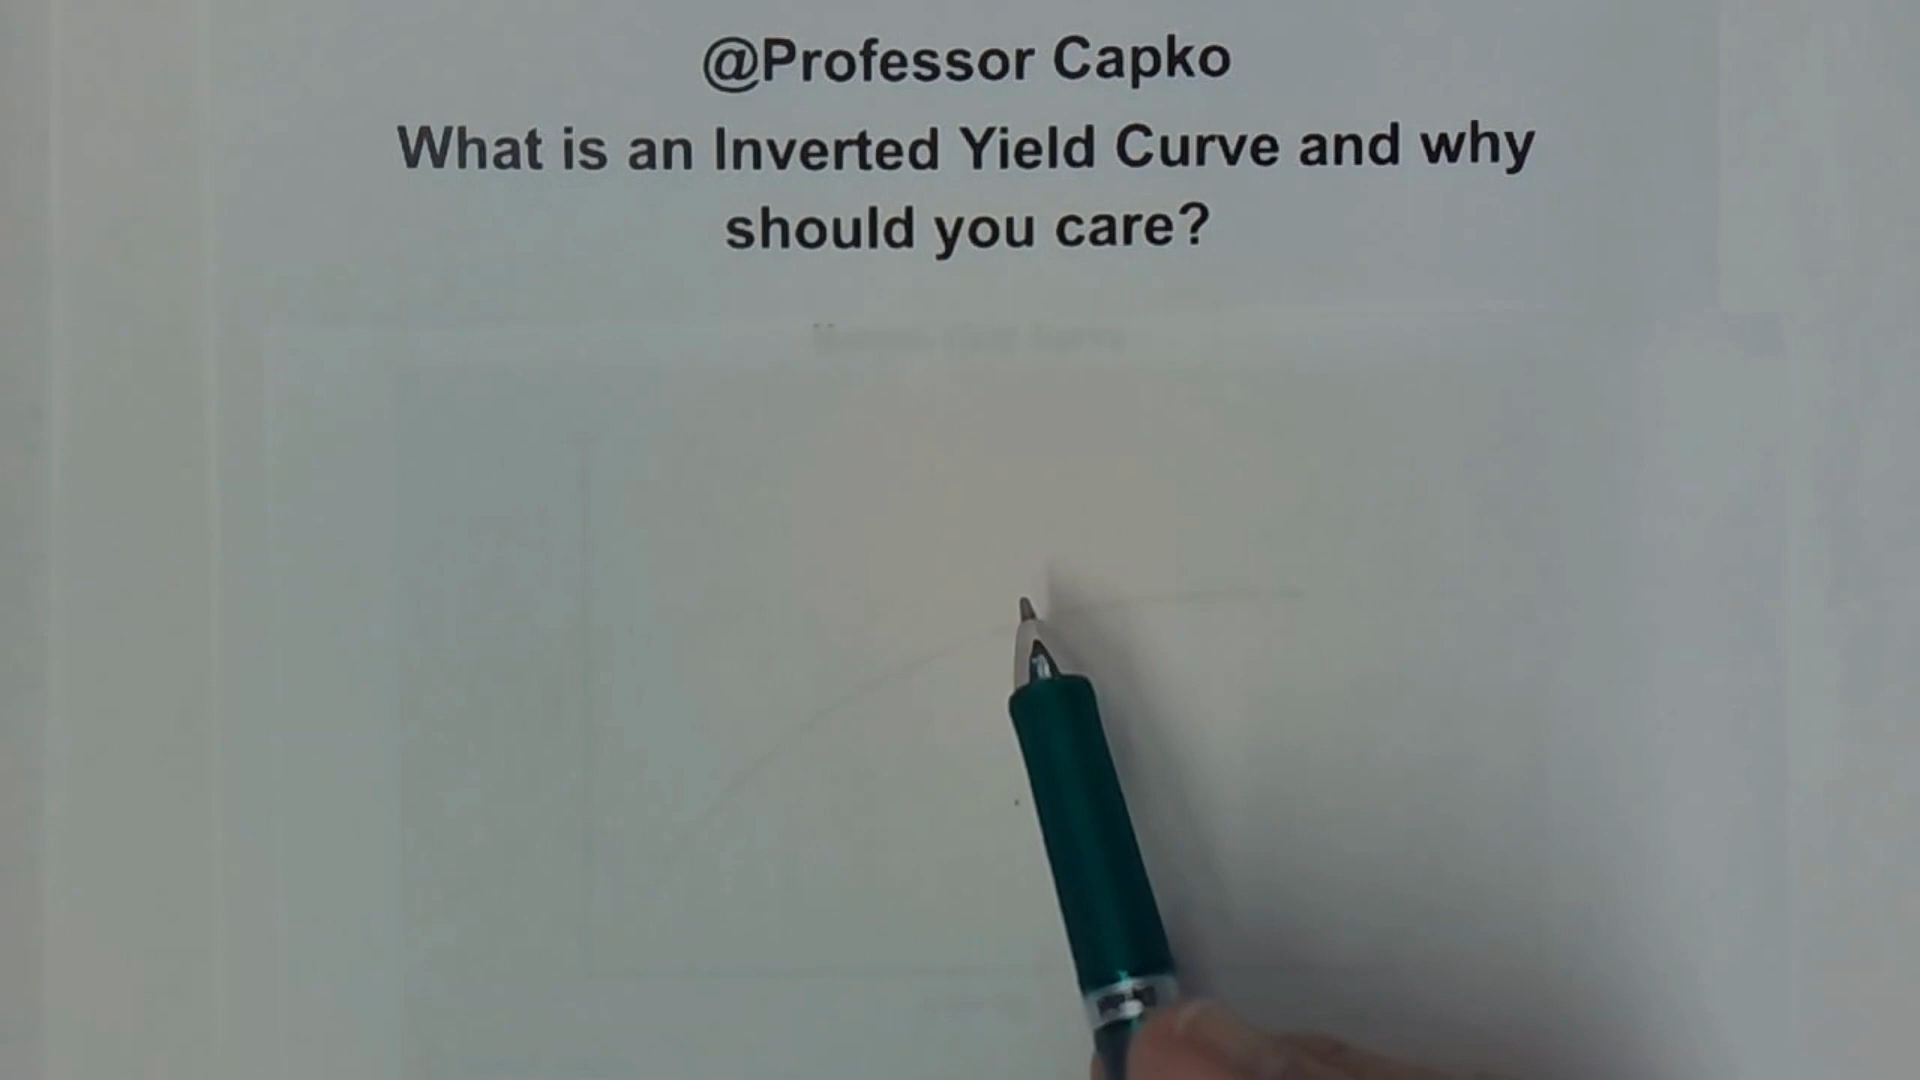 @Professor Capko
What is an Inverted Yield Curve and why
should you care?